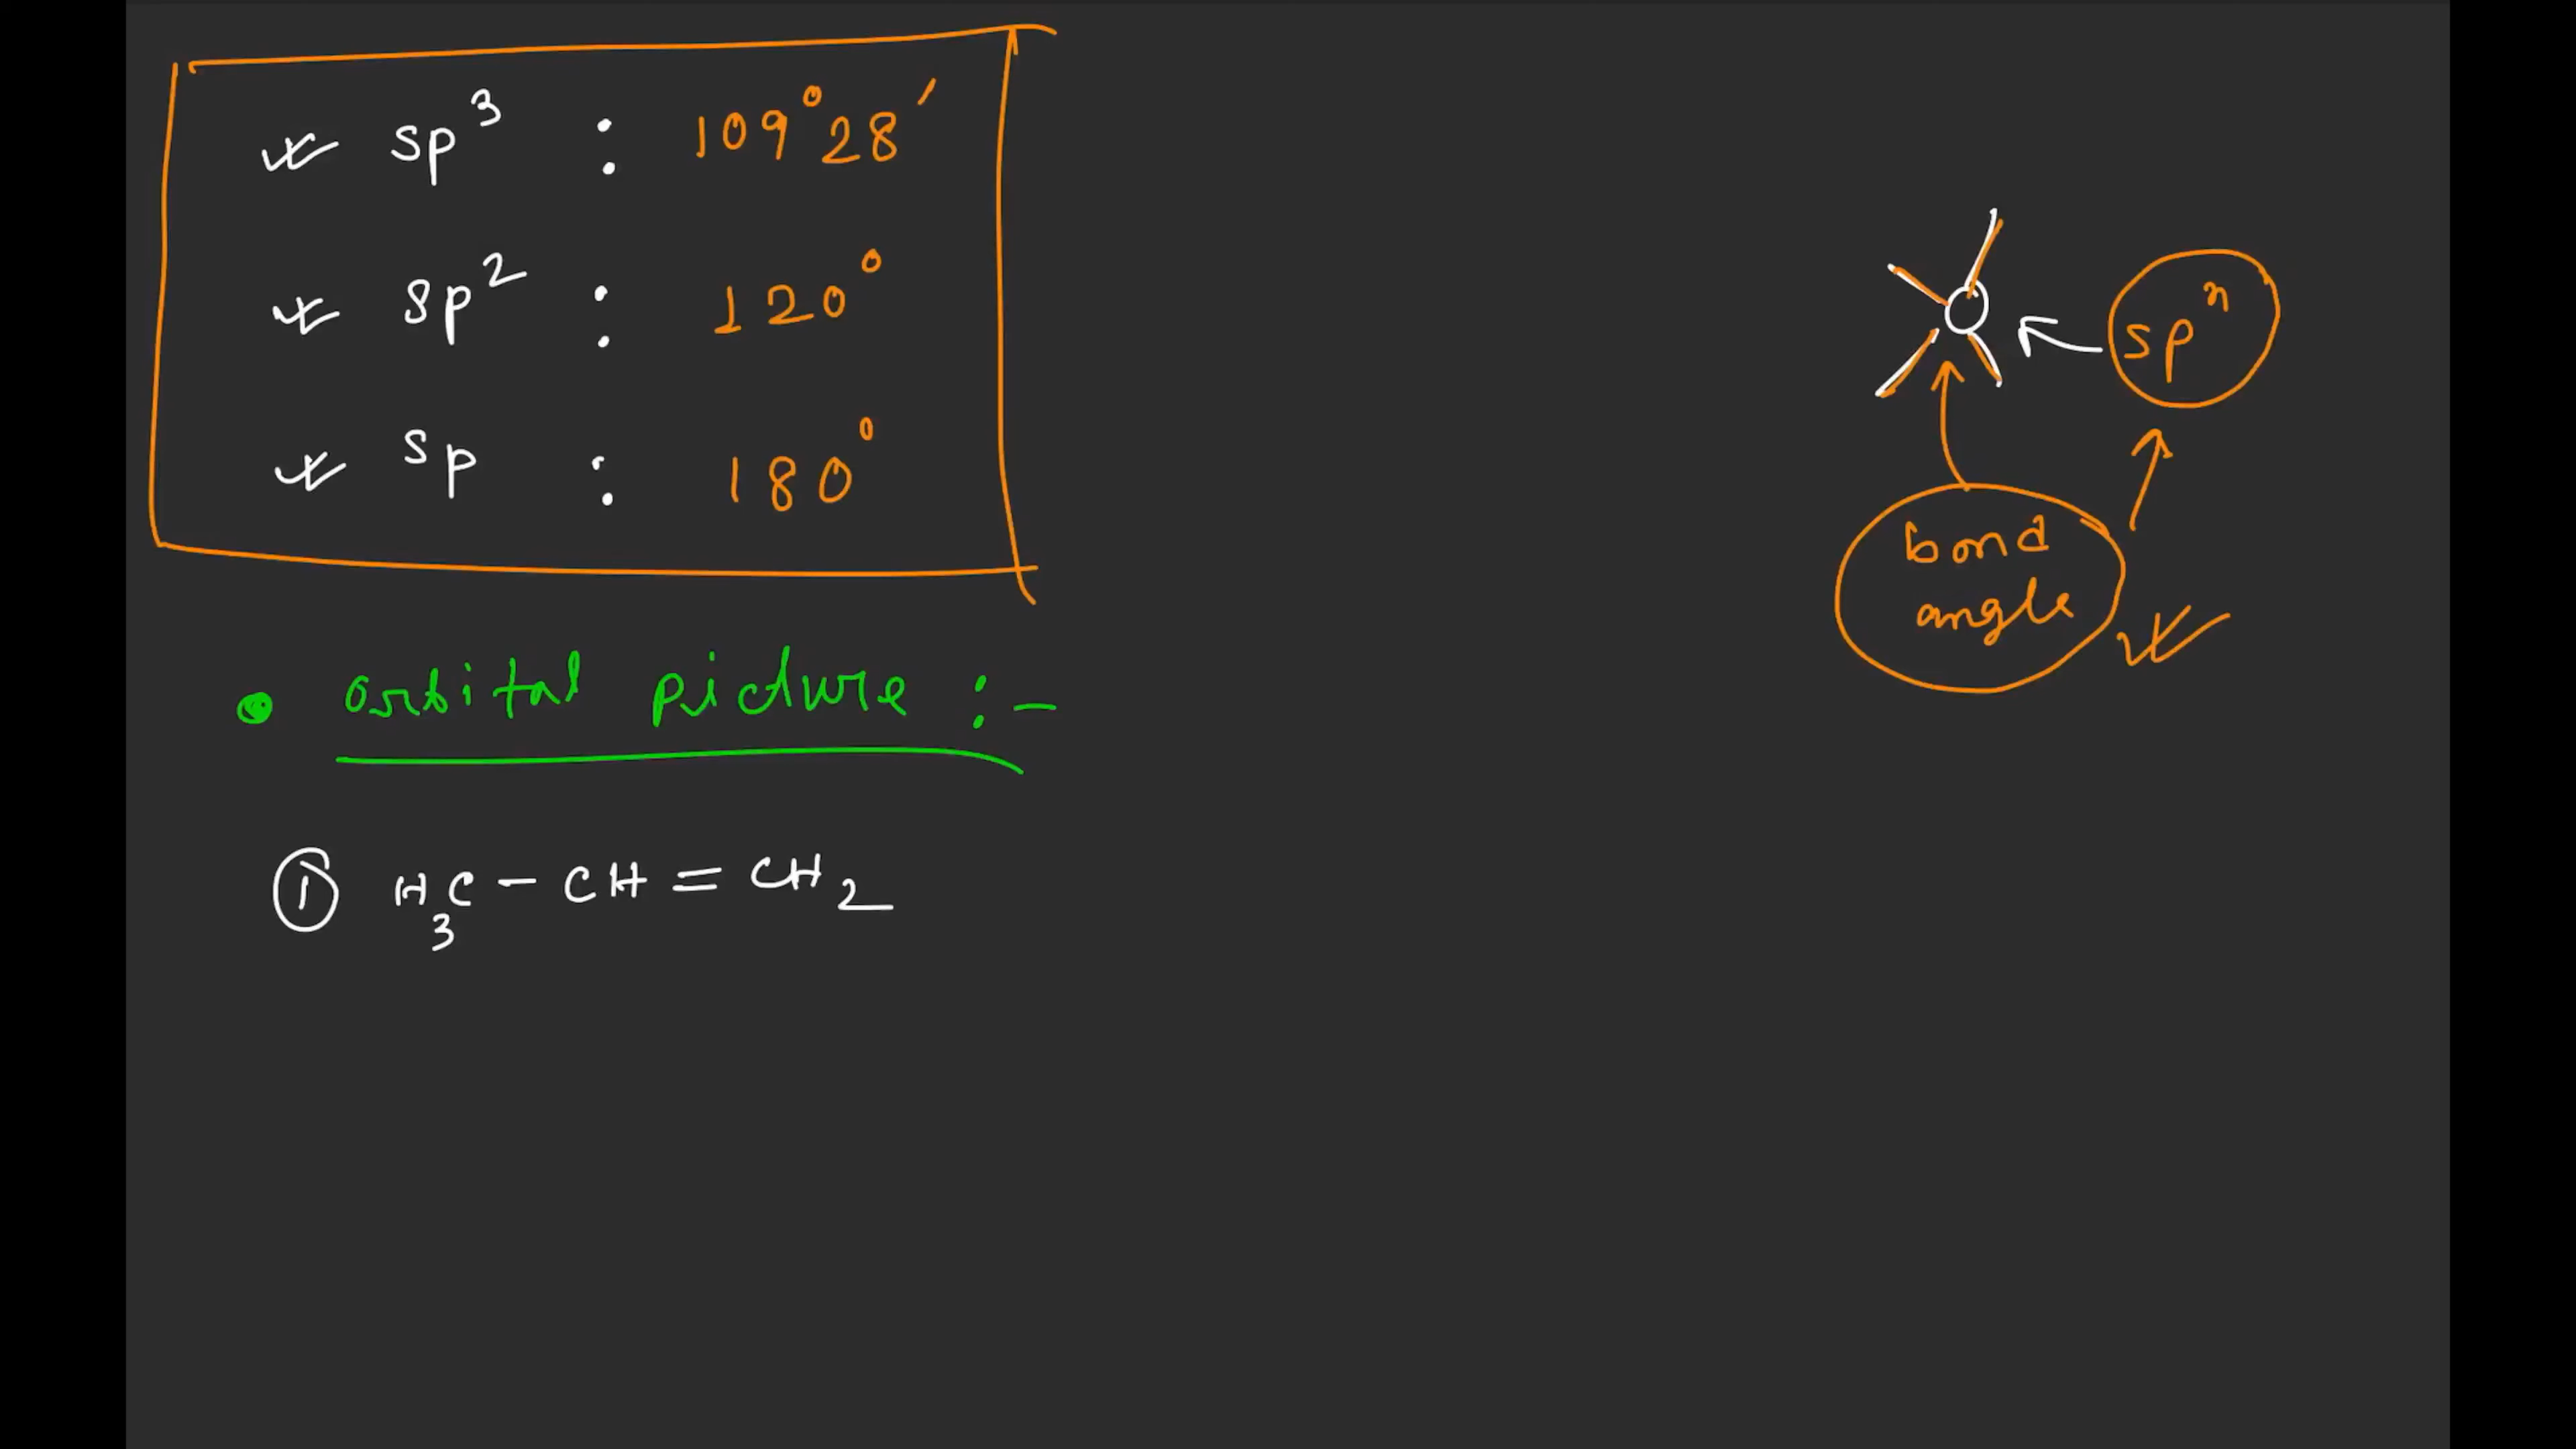 sp³ : 109°28′
sp² : 120°
sp : 180°
spⁿ
bond
angle
• orbital picture :-
① H₃C - CH = CH₂